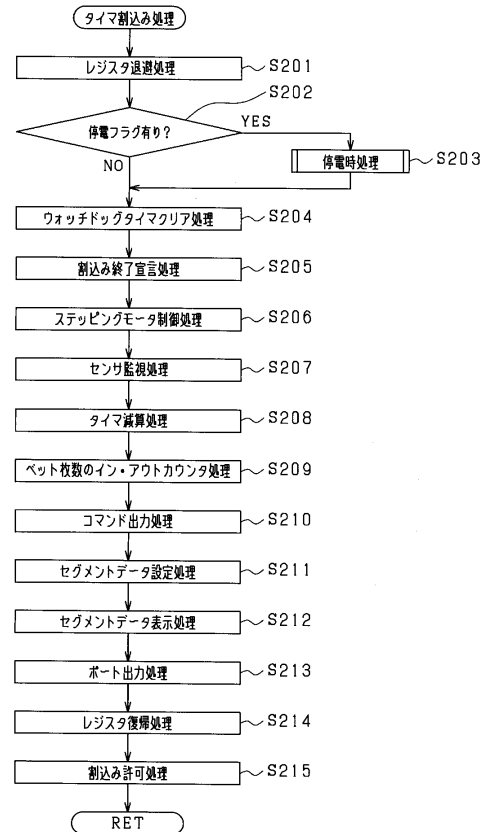 タイマ割込み処理
レジスタ退避処理 S201
S202
停電フラグ有り?
YES
NO
停電時処理 S203
ウォッチドッグタイマクリア処理 S204
割込み終了宣言処理 S205
ステッピングモータ制御処理 S206
センサ監視処理 S207
タイマ減算処理 S208
ベット枚数のイン・アウトカウンタ処理 S209
コマンド出力処理 S210
セグメントデータ設定処理 S211
セグメントデータ表示処理 S212
ポート出力処理 S213
レジスタ復帰処理 S214
割込み許可処理 S215
RET